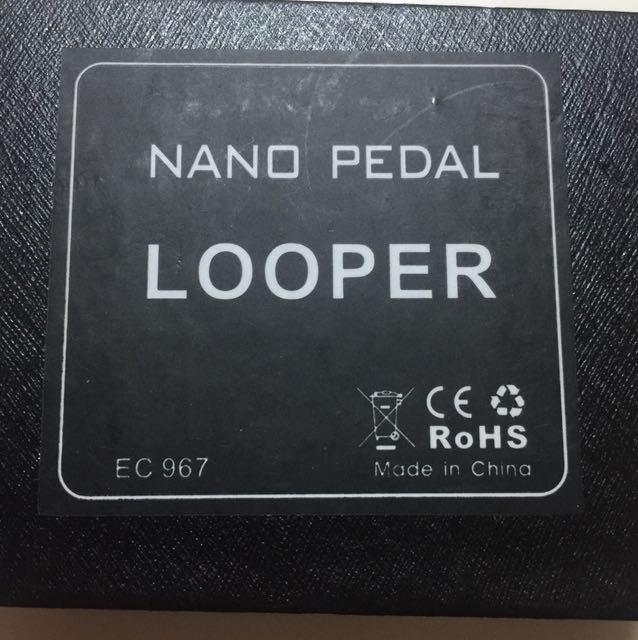 NANO PEDAL
LOOPER
CE
RoHS
EC 967
Made in China